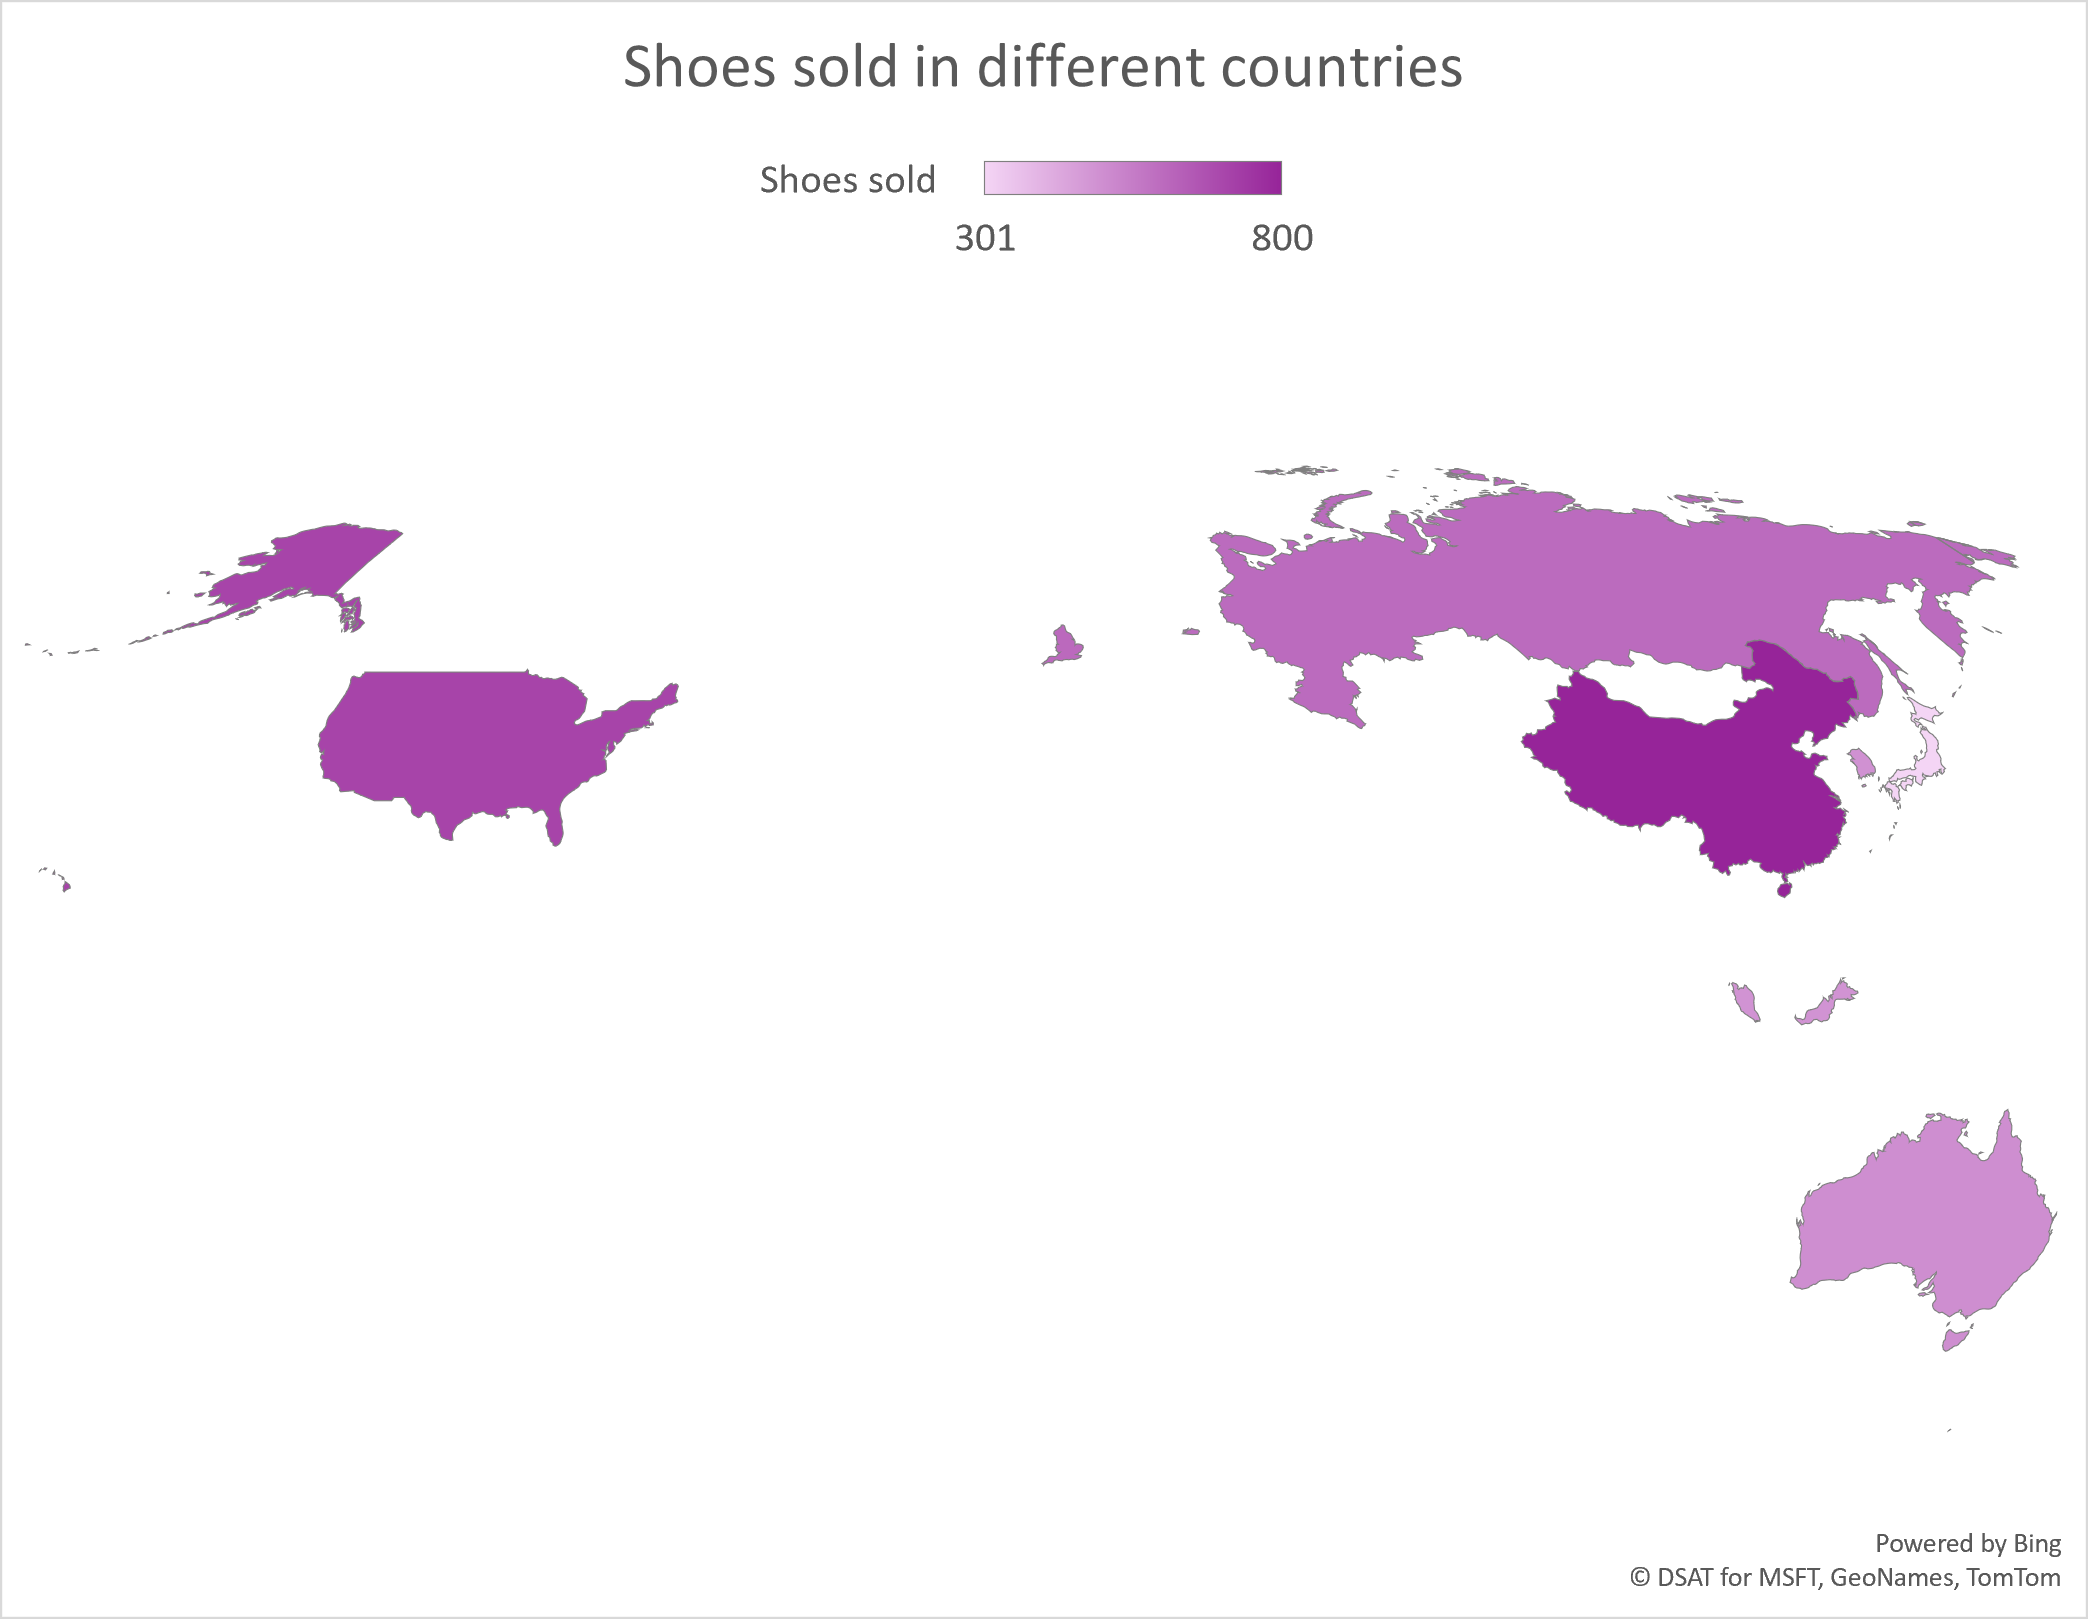 Shoes sold in different countries
Shoes sold
301 800
Powered by Bing
© DSAT for MSFT, GeoNames, TomTom